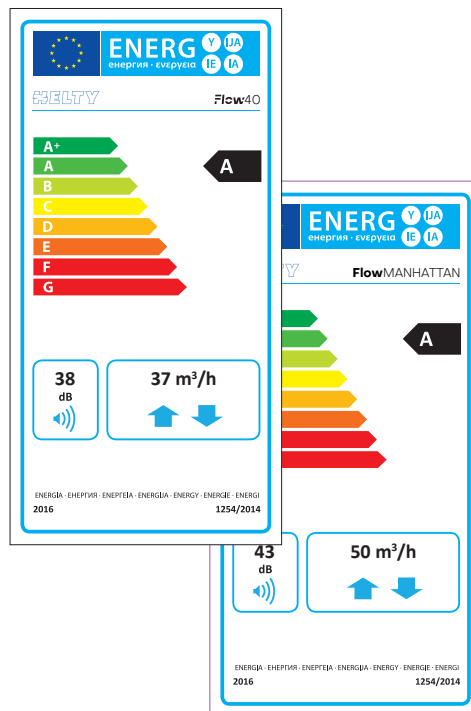 ENERG Y IJA
енергия · ενεργεια IE IA
HELTY Flow40
A+
A
B
C
D
E
F
G
A
38
dB
37 m³/h
ENERGIA · ЕНЕРГИЯ · ΕΝΕΡΓΕΙΑ · ENERGIJA · ENERGY · ENERGIE · ENERGI
2016 1254/2014
ENERG Y IJA
енергия · ενεργεια IE IA
TY FlowMANHATTAN
A
43
dB
50 m³/h
ENERGIA · ЕНЕРГИЯ · ΕΝΕΡΓΕΙΑ · ENERGIJA · ENERGY · ENERGIE · ENERGI
2016 1254/2014